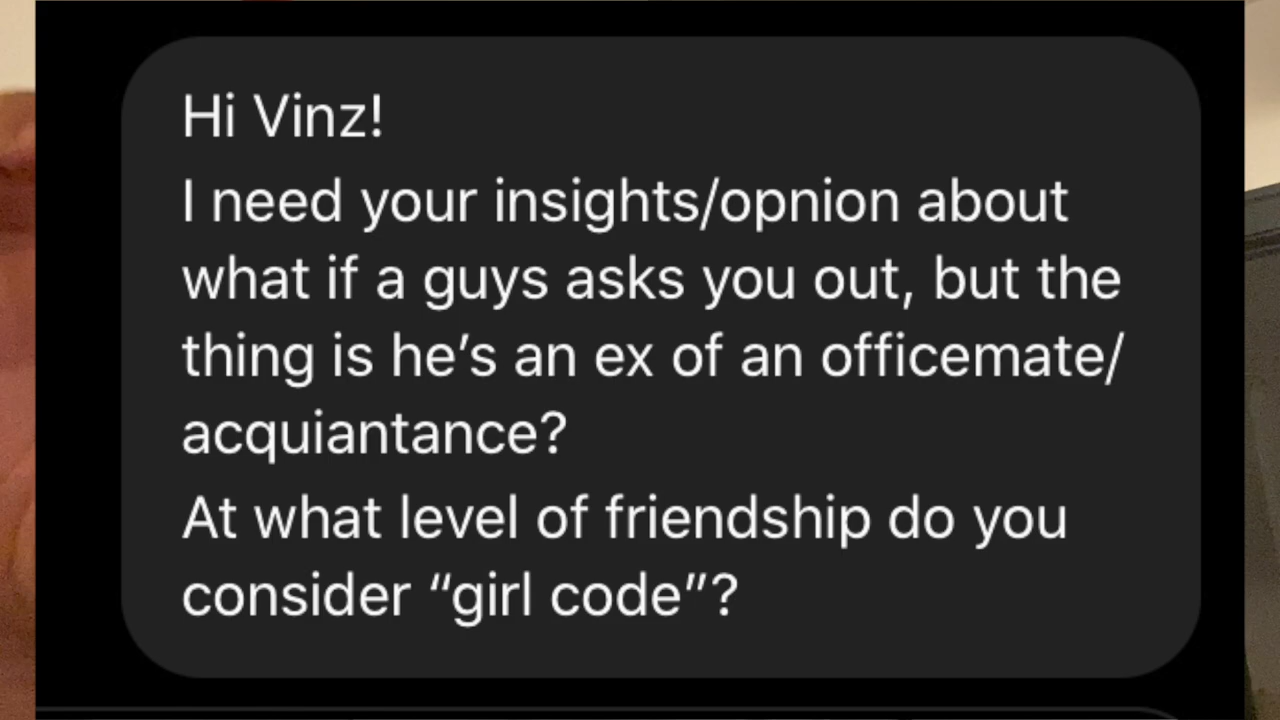 Hi Vinz!
I need your insights/opnion about
what if a guys asks you out, but the
thing is he’s an ex of an officemate/
acquiantance?
At what level of friendship do you
consider “girl code”?